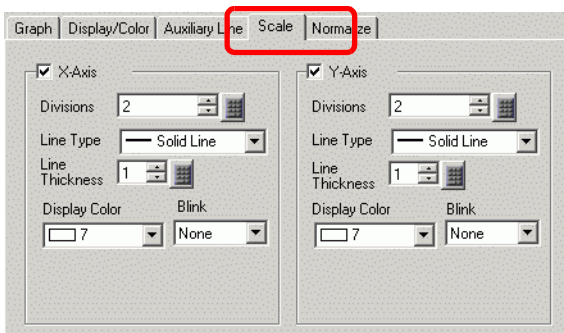 Graph Display/Color Auxiliary Line Scale Normalize
X-Axis
Divisions 2
Line Type Solid Line
Line
Thickness 1
Display Color Blink
7 None
Y-Axis
Divisions 2
Line Type Solid Line
Line
Thickness 1
Display Color Blink
7 None